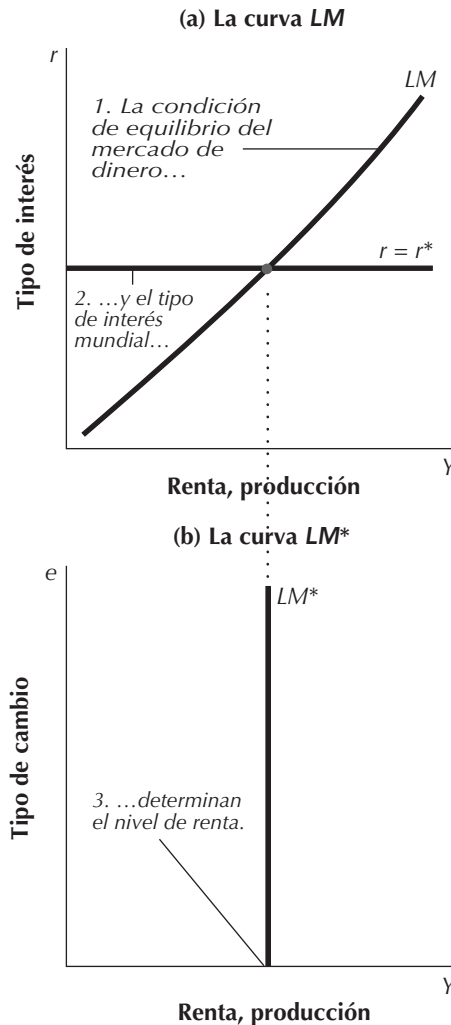 (a) La curva LM
r
LM
1. La condición
de equilibrio del
mercado de
dinero…
Tipo de interés
r = r*
2. …y el tipo
de interés
mundial…
Y
Renta, producción
(b) La curva LM*
e
LM*
Tipo de cambio
3. …determinan
el nivel de renta.
Y
Renta, producción